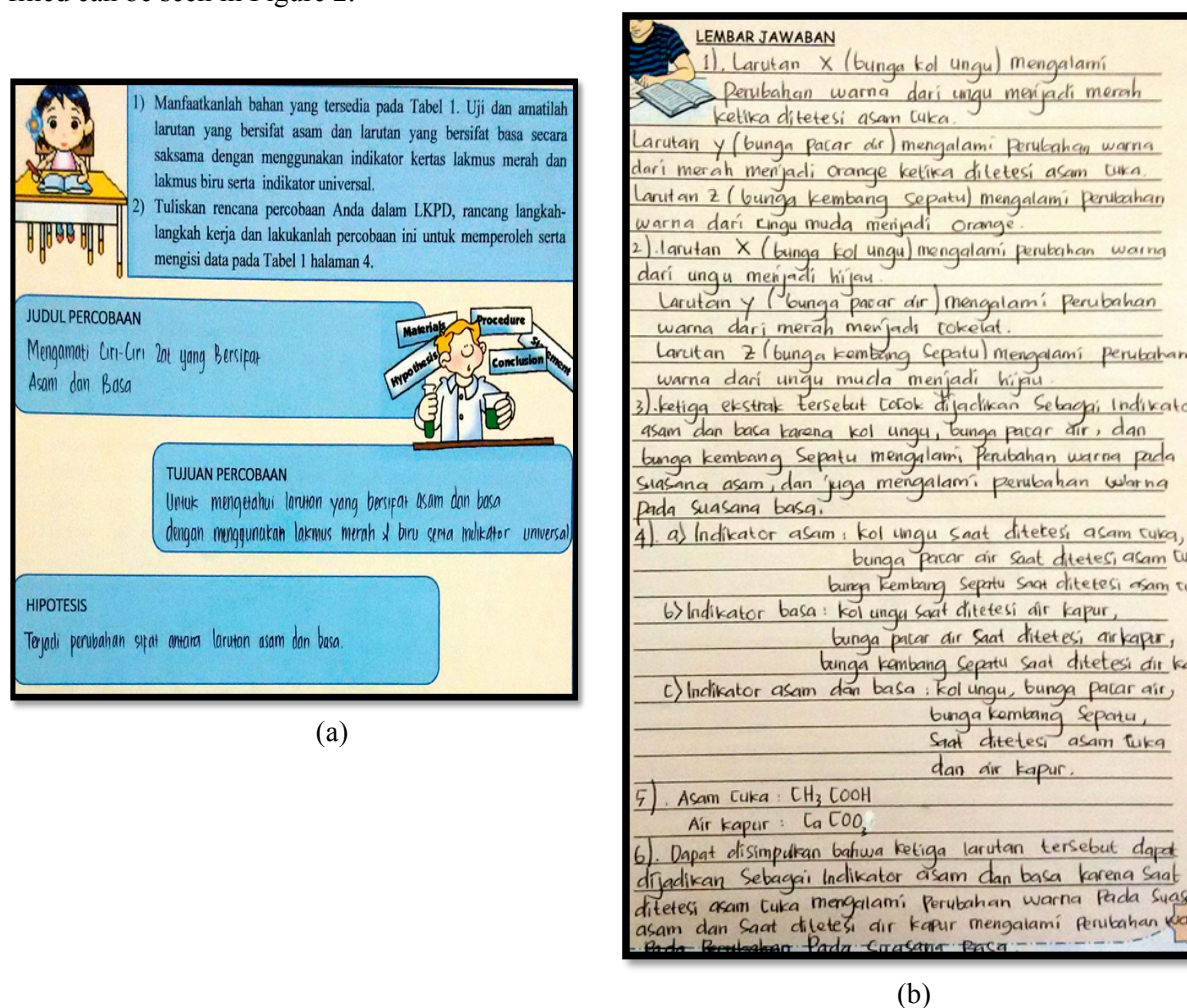 LEMBAR JAWABAN
1). Larutan X (bunga kol ungu) mengalami
Perubahan warna dari ungu menjadi merah
ketika ditetesi asam cuka.
Larutan y (bunga pacar air) mengalami perubahan warna
dari merah menjadi orange ketika ditetesi asam cuka.
Larutan z (bunga kembang sepatu) mengalami perubahan
warna dari ungu muda menjadi orange.
2). larutan X (bunga kol ungu) mengalami perubahan warna
dari ungu menjadi hijau.
Larutan y (bunga pacar air) mengalami perubahan
warna dari merah menjadi cokelat.
Larutan z (bunga kembang sepatu) mengalami perubahan
warna dari ungu muda menjadi hijau.
3). ketiga ekstrak tersebut cocok dijadikan sebagai Indikato
asam dan basa karena kol ungu, bunga pacar air, dan
bunga kembang sepatu mengalami perubahan warna pada
suasana asam, dan juga mengalami perubahan warna
pada suasana basa.
4). a) Indikator asam : kol ungu saat ditetesi asam cuka,
bunga pacar air saat ditetesi asam cu
bunga kembang sepatu saat ditetesi asam c
b) Indikator basa : kol ungu saat ditetesi air kapur,
bunga pacar air saat ditetesi air kapur,
bunga kembang sepatu saat ditetesi air ka
c) Indikator asam dan basa : kol ungu, bunga pacar air,
bunga kembang sepatu,
saat ditetesi asam cuka
dan air kapur.
5). Asam cuka : CH3 COOH
Air kapur : Ca COO2
6). Dapat disimpulkan bahwa ketiga larutan tersebut dapat
dijadikan sebagai Indikator asam dan basa karena saat
ditetesi asam cuka mengalami perubahan warna Pada suas
asam dan saat ditetesi air kapur mengalami Perubahan wa
Pada Perubahan Pada suasana Basa
(b)
1) Manfaatkanlah bahan yang tersedia pada Tabel 1. Uji dan amatilah
larutan yang bersifat asam dan larutan yang bersifat basa secara
saksama dengan menggunakan indikator kertas lakmus merah dan
lakmus biru serta indikator universal.
2) Tuliskan rencana percobaan Anda dalam LKPD, rancang langkah-
langkah kerja dan lakukanlah percobaan ini untuk memperoleh serta
mengisi data pada Tabel 1 halaman 4.
JUDUL PERCOBAAN
Mengamati Ciri-Ciri Zat yang Bersipat
Asam dan Basa
Materials
Procedure
Hypothesis
Conclusion
TUJUAN PERCOBAAN
Untuk mengetahui larutan yang bersipat asam dan basa
dengan menggunakan lakmus merah & biru serta indikator universal
HIPOTESIS
Terjadi perubahan sifat antara larutan asam dan basa.
(a)